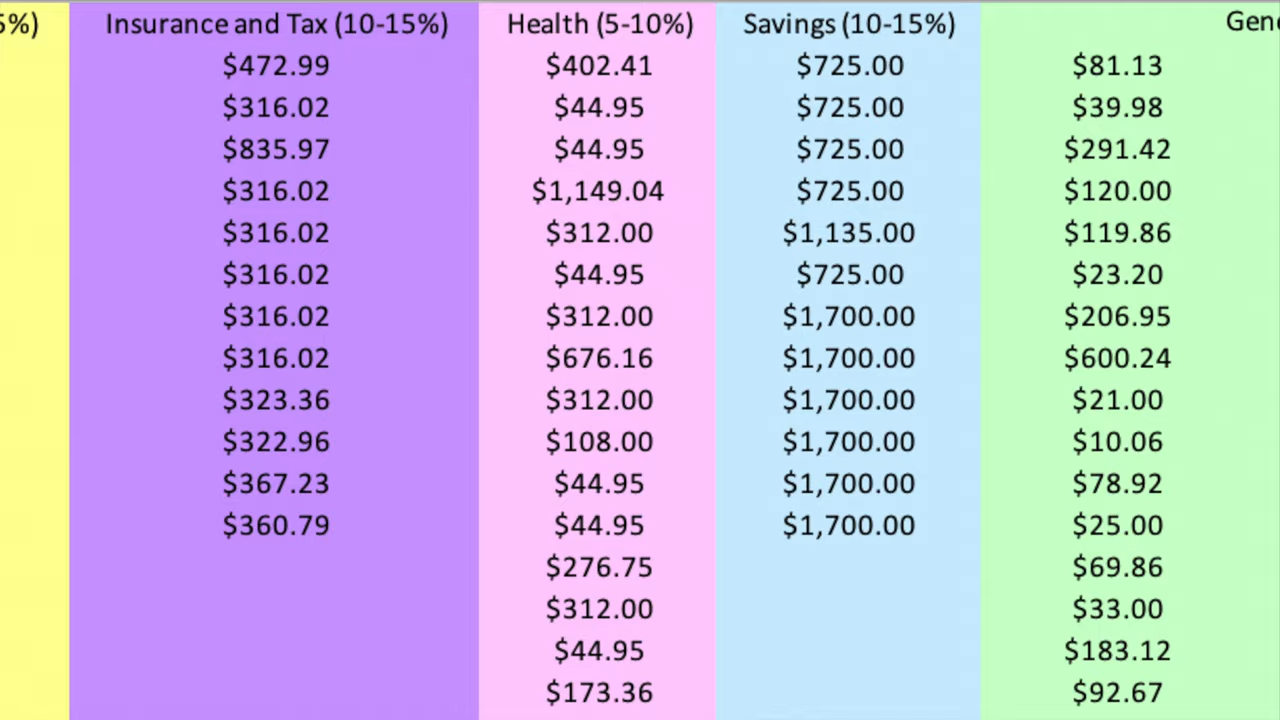 Insurance and Tax (10-15%) Health (5-10%) Savings (10-15%)
$472.99 $402.41 $725.00 $81.13
$316.02 $44.95 $725.00 $39.98
$835.97 $44.95 $725.00 $291.42
$316.02 $1,149.04 $725.00 $120.00
$316.02 $312.00 $1,135.00 $119.86
$316.02 $44.95 $725.00 $23.20
$316.02 $312.00 $1,700.00 $206.95
$316.02 $676.16 $1,700.00 $600.24
$323.36 $312.00 $1,700.00 $21.00
$322.96 $108.00 $1,700.00 $10.06
$367.23 $44.95 $1,700.00 $78.92
$360.79 $44.95 $1,700.00 $25.00
$276.75 $69.86
$312.00 $33.00
$44.95 $183.12
$173.36 $92.67